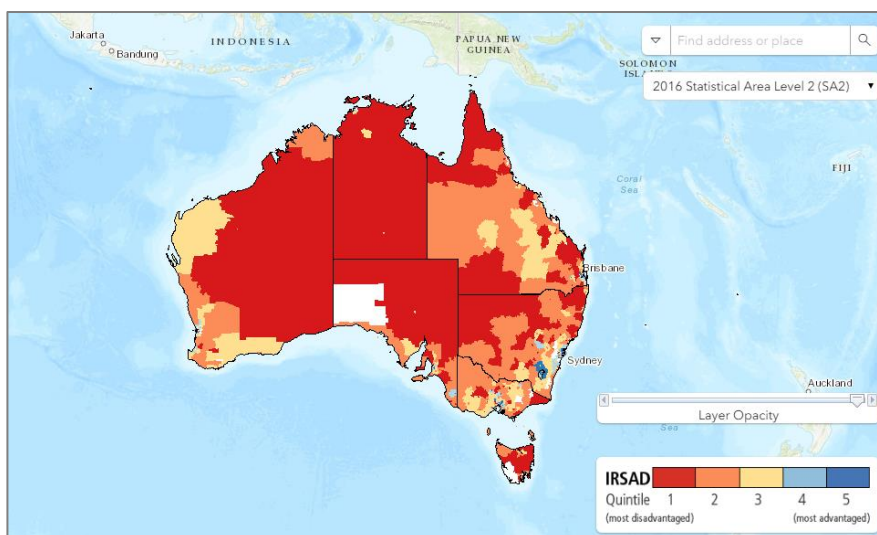 Jakarta
Bandung
INDONESIA
PAPUA NEW
GUINEA
Find address or place
SOLOMON
ISL
2016 Statistical Area Level 2 (SA2)
FIJI
Coral
Sea
Brisbane
Sydney
Auckland
Layer Opacity
Sea
IRSAD
Quintile 1 2 3 4 5
(most disadvantaged) (most advantaged)